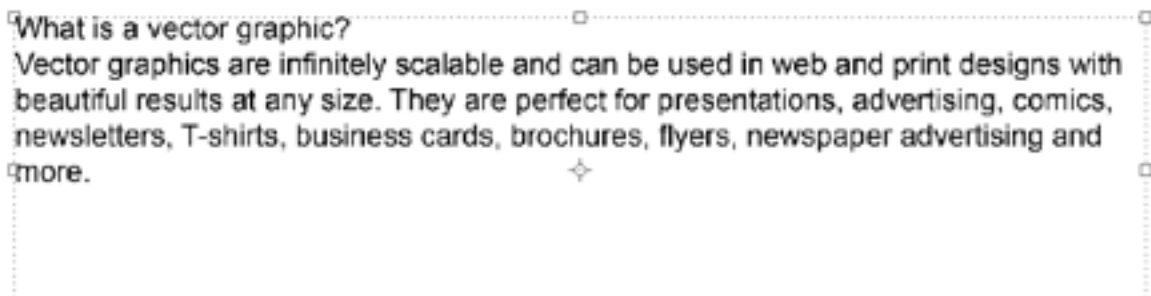 What is a vector graphic?
Vector graphics are infinitely scalable and can be used in web and print designs with
beautiful results at any size. They are perfect for presentations, advertising, comics,
newsletters, T-shirts, business cards, brochures, flyers, newspaper advertising and
more.